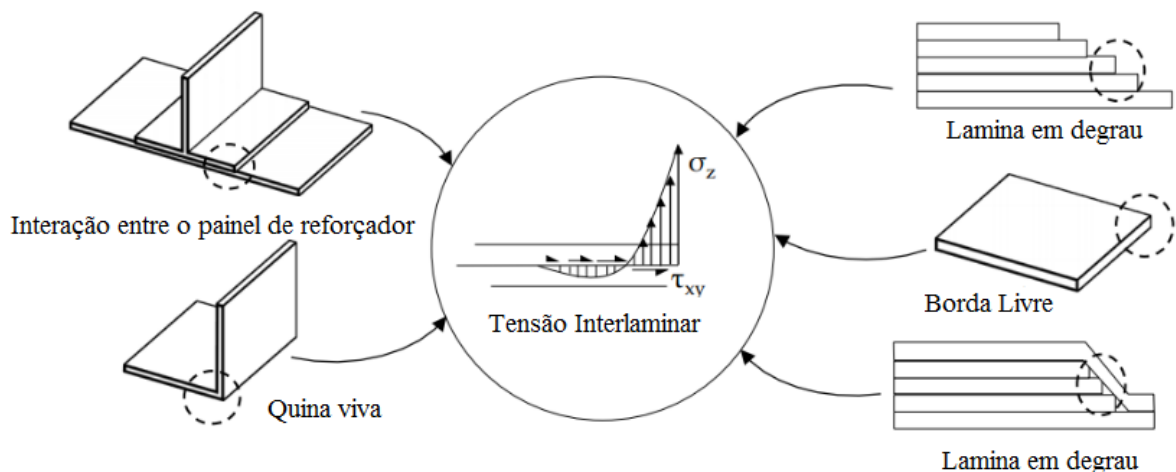 Interação entre o painel de reforçador
Quina viva
σz
τxy
Tensão Interlaminar
Lamina em degrau
Borda Livre
Lamina em degrau